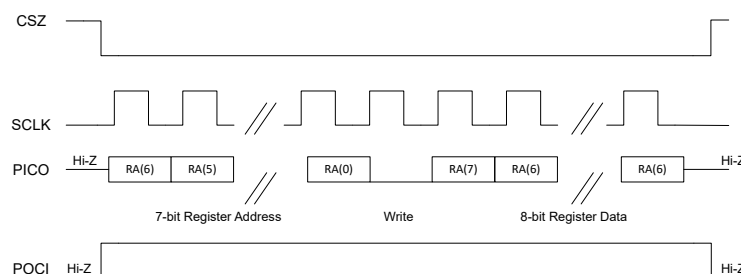 CSZ
SCLK
PICO Hi-Z RA(6) RA(5) RA(0) RA(7) RA(6) RA(6) Hi-Z
7-bit Register Address Write 8-bit Register Data
POCI Hi-Z Hi-Z